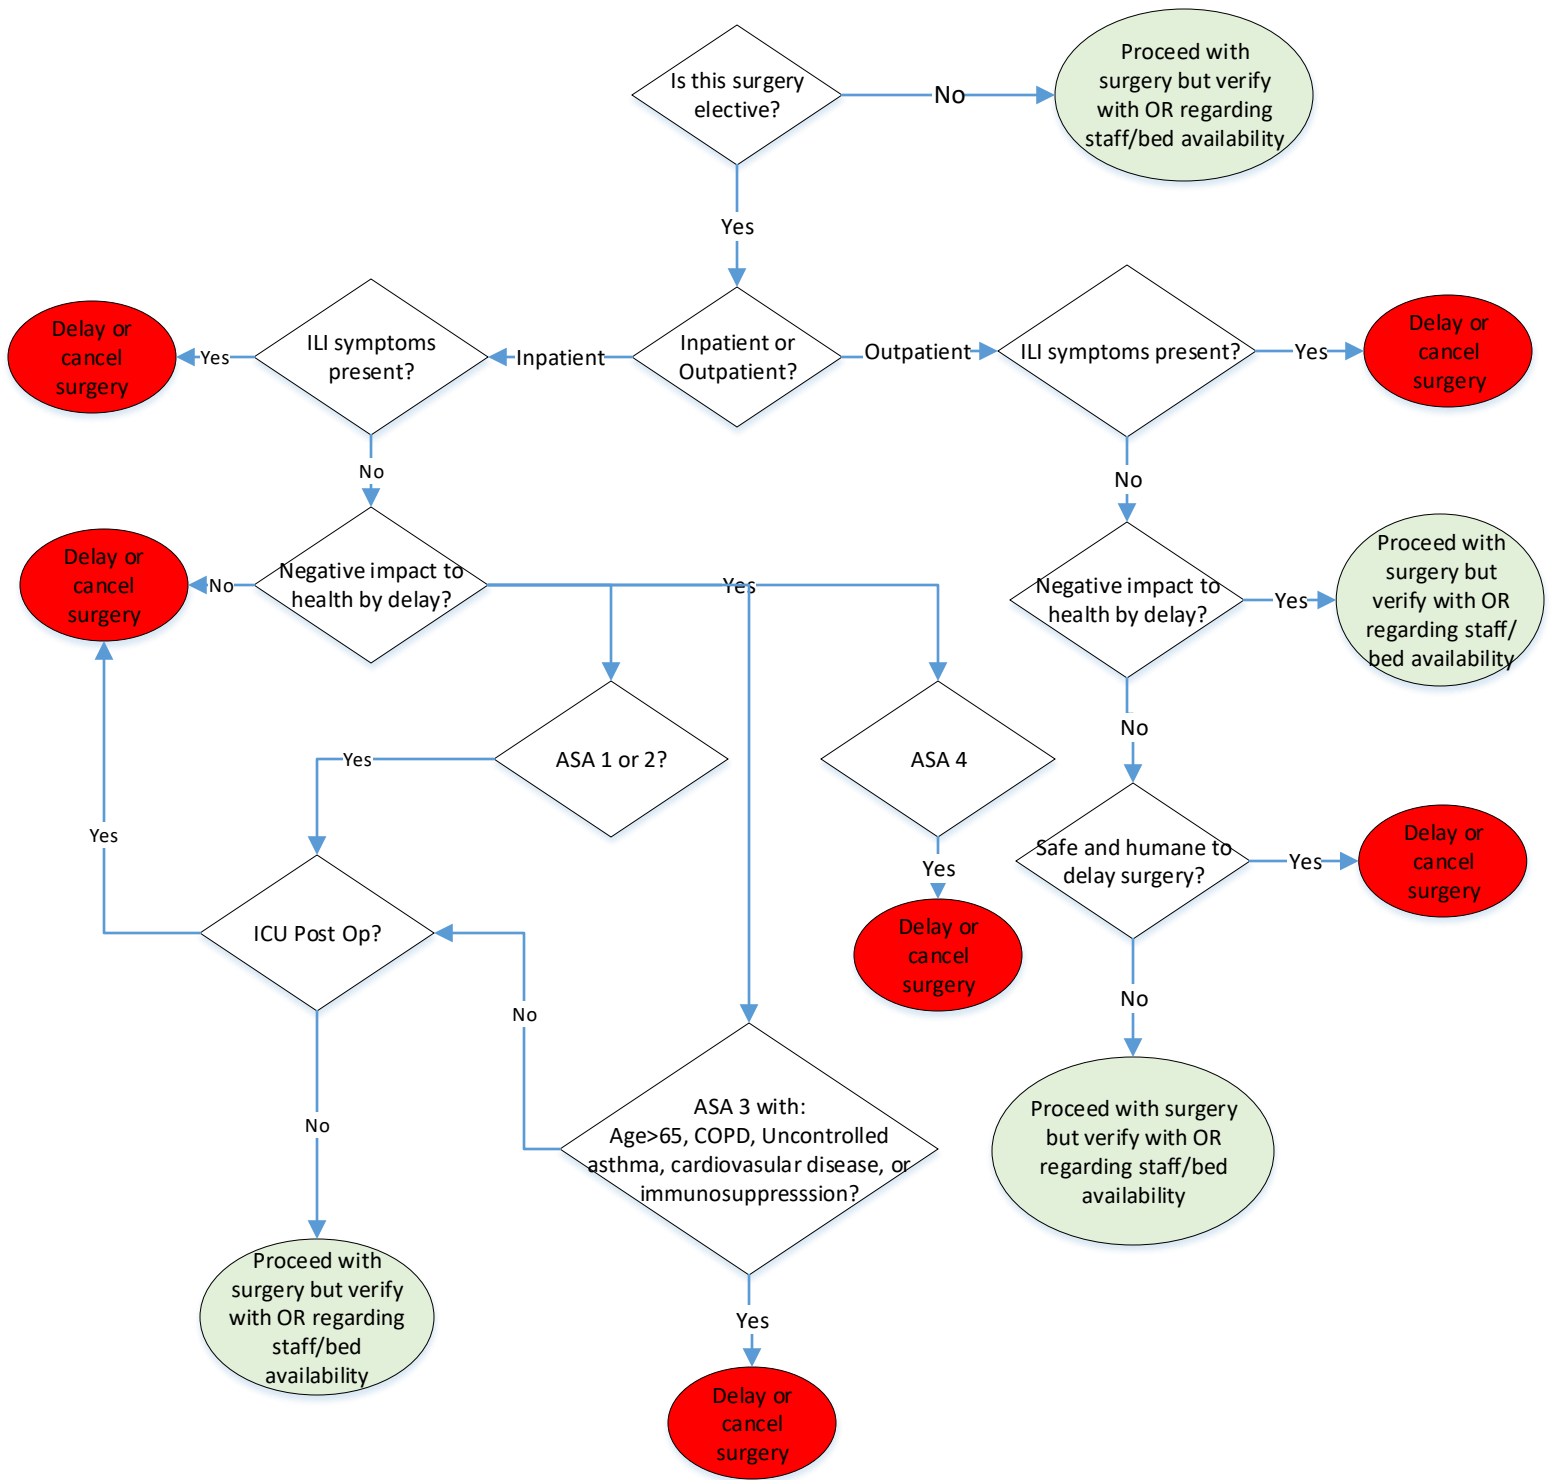 Is this surgery
elective?
No
Proceed with
surgery but verify
with OR regarding
staff/bed availability
Yes
Delay or
cancel
surgery
Yes
ILI symptoms
present?
Inpatient
Inpatient or
Outpatient?
Outpatient
ILI symptoms present?
Yes
Delay or
cancel
surgery
No
No
Delay or
cancel
surgery
No
Negative impact to
health by delay?
Yes
Negative impact to
health by delay?
Yes
Proceed with
surgery but
verify with OR
regarding staff/
bed availability
No
Yes
ASA 1 or 2?
ASA 4
Yes
Yes
Safe and humane to
delay surgery?
Yes
Delay or
cancel
surgery
ICU Post Op?
Delay or
cancel
surgery
No
No
No
ASA 3 with:
Age>65, COPD, Uncontrolled
asthma, cardiovasular disease, or
immunosuppresssion?
Proceed with surgery
but verify with OR
regarding staff/bed
availability
Proceed with
surgery but verify
with OR regarding
staff/bed
availability
Yes
Delay or
cancel
surgery